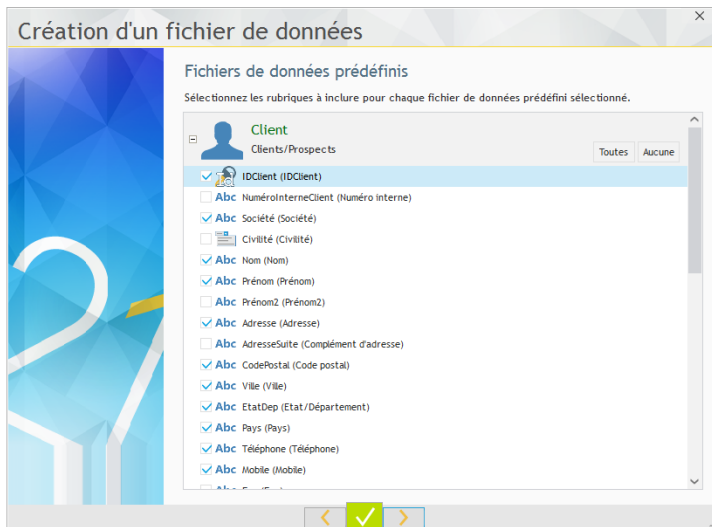 Création d'un fichier de données
Fichiers de données prédéfinis
Sélectionnez les rubriques à inclure pour chaque fichier de données prédéfini sélectionné.
Client
Clients/Prospects
Toutes Aucune
IDClient (IDClient)
Abc NuméroInterneClient (Numéro interne)
Abc Société (Société)
Civilité (Civilité)
Abc Nom (Nom)
Abc Prénom (Prénom)
Abc Prénom2 (Prénom2)
Abc Adresse (Adresse)
Abc AdresseSuite (Complément d'adresse)
Abc CodePostal (Code postal)
Abc Ville (Ville)
Abc EtatDep (Etat/Département)
Abc Pays (Pays)
Abc Téléphone (Téléphone)
Abc Mobile (Mobile)